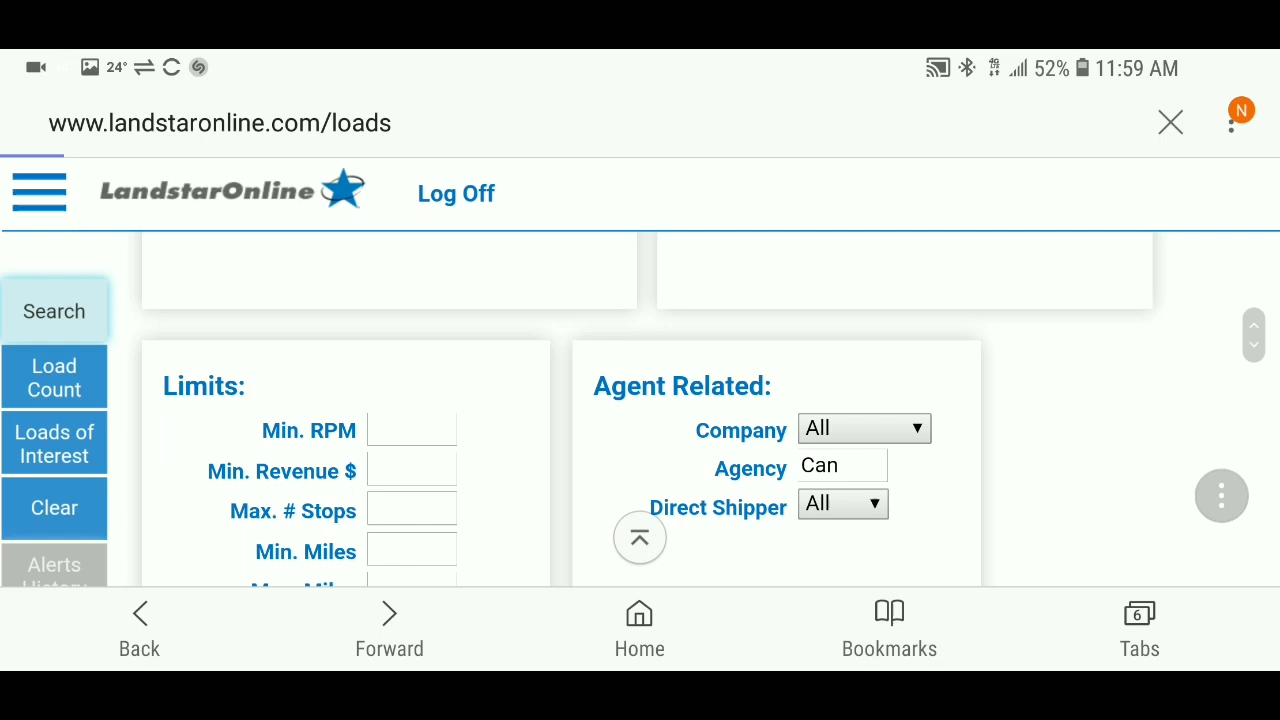 24°
52% 11:59 AM
www.landstaronline.com/loads
N
LandstarOnline
Log Off
Search
Load
Count
Loads of
Interest
Clear
Alerts
History
Limits:
Min. RPM
Min. Revenue $
Max. # Stops
Min. Miles
Agent Related:
Company All
Agency Can
Direct Shipper All
Back
Forward
Home
Bookmarks
6
Tabs